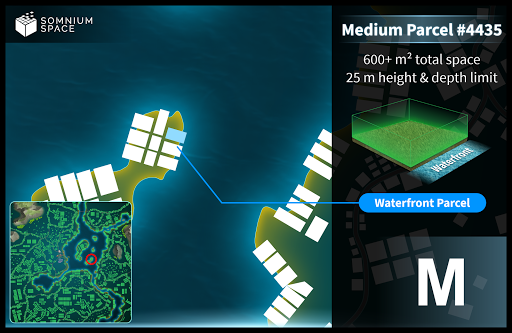 SOMNIUM
SPACE
Medium Parcel #4435
600+ m² total space
25 m height & depth limit
Waterfront
Waterfront Parcel
M